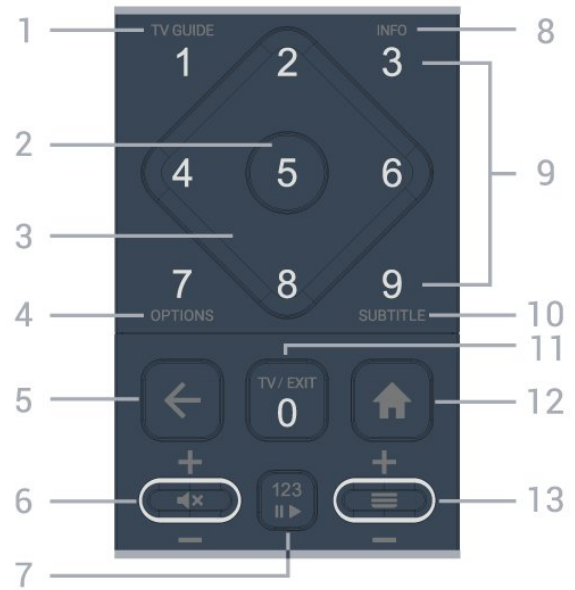 1 TV GUIDE INFO 8
1 2 3
2 9
4 5 6
3
7 8 9
4 OPTIONS SUBTITLE 10
11
TV / EXIT
5 0 12
+ +
6 123 13
- -
7